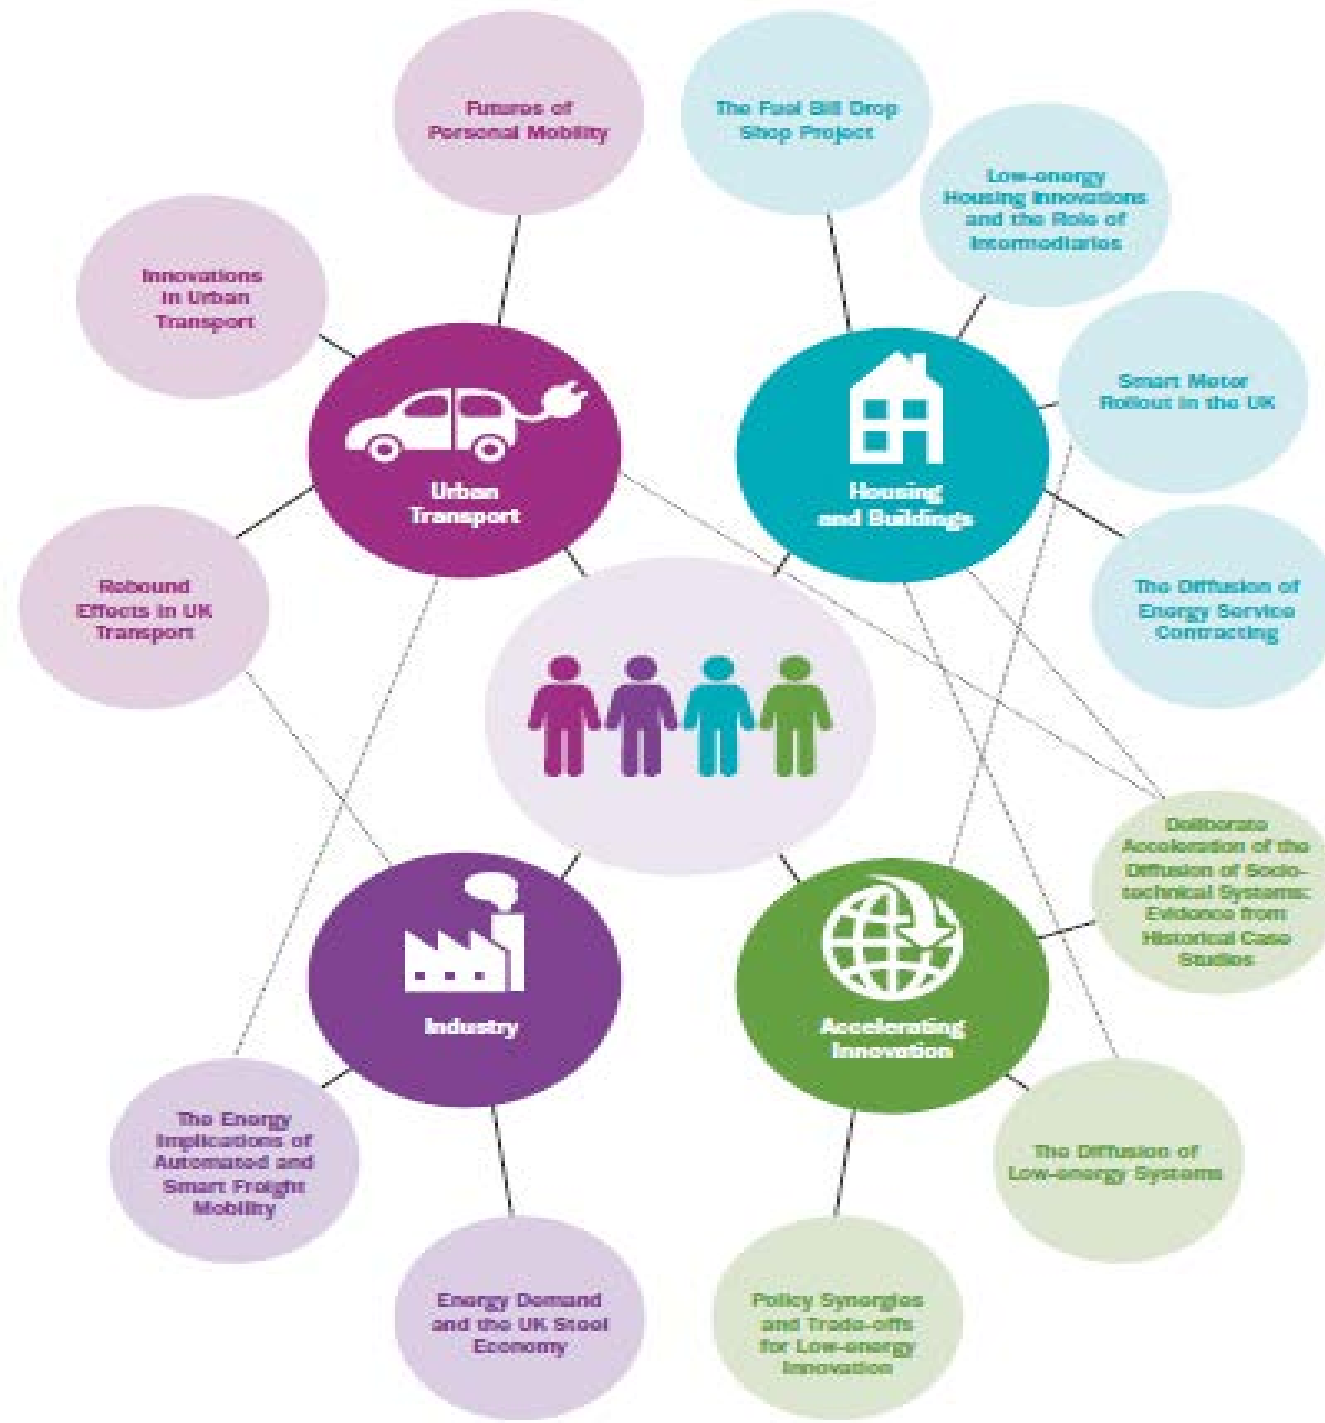 Futures of
Personal Mobility
The Fuel Bill Drop
Shop Project
Low-energy
Housing Innovations
and the Role of
Intermediaries
Innovations
in Urban
Transport
Smart Meter
Rollout in the UK
Urban
Transport
Housing
and Buildings
Rebound
Effects in UK
Transport
The Diffusion of
Energy Service
Contracting
Deliberate
Acceleration of the
Diffusion of Socio-
technical Systems:
Evidence from
Historical Case
Studies
Industry
Accelerating
Innovation
The Energy
Implications of
Automated and
Smart Freight
Mobility
The Diffusion of
Low-energy Systems
Energy Demand
and the UK Steel
Economy
Policy Synergies
and Trade-offs
for Low-energy
Innovation